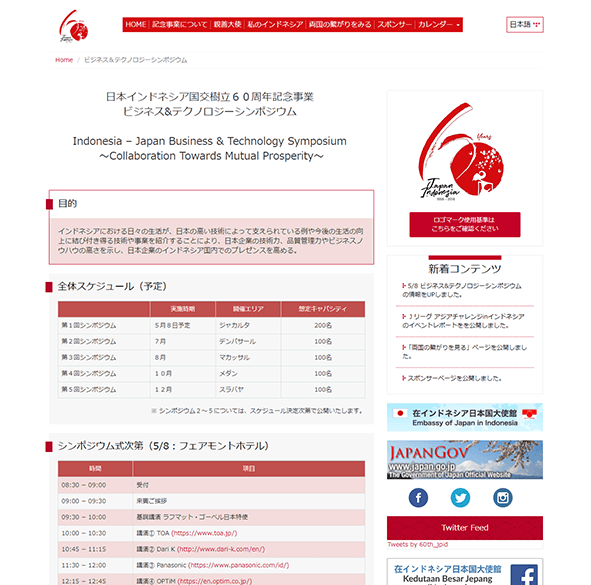 HOME | 記念事業について | 親善大使 | 私のインドネシア | 両国の繋がりをみる | スポンサー | カレンダー
日本語
Home / ビジネス&テクノロジーシンポジウム
日本インドネシア国交樹立６０周年記念事業
ビジネス&テクノロジーシンポジウム
Indonesia – Japan Business & Technology Symposium
～Collaboration Towards Mutual Prosperity～
目的
インドネシアにおける日々の生活が、日本の高い技術によって支えられている例や今後の生活の向
上に結び付き得る技術や事業を紹介することにより、日本企業の技術力、品質管理力やビジネスノ
ウハウの高さを示し、日本企業のインドネシア国内でのプレゼンスを高める。
全体スケジュール（予定）
実施時期 開催エリア 想定キャパシティ
第１回シンポジウム ５月８日予定 ジャカルタ 200名
第２回シンポジウム ７月 デンパサール 100名
第３回シンポジウム ８月 マカッサル 100名
第４回シンポジウム １０月 メダン 100名
第５回シンポジウム １２月 スラバヤ 100名
※ シンポジウム２～５については、スケジュール決定次第で公開いたします。
シンポジウム式次第（5/8：フェアモントホテル）
時間 項目
08:30 – 09:00 受付
09:00 – 09:30 来賓ご挨拶
09:30 – 10:00 基調講演 ラフマット・ゴーベル日本特使
10:00 – 10:30 講演① TOA (https://www.toa.jp/)
10:45 – 11:15 講演② Dari K (http://www.dari-k.com/en/)
11:30 – 12:00 講演③ Panasonic (https://www.panasonic.com/id/)
12:15 – 12:45 講演④ OPTiM (https://en.optim.co.jp/)
years
Japan
Indonesia
1958 - 2018
ロゴマーク使用基準は
こちらをご確認ください
新着コンテンツ
5/8 ビジネス&テクノロジーシンポジウム
の情報をUPしました。
Ｊリーグ アジアチャレンジinインドネシア
のイベントレポートをを公開しました。
「両国の繋がりを見る」ページを公開しまし
た。
スポンサーページを公開しました。
在インドネシア日本国大使館
Embassy of Japan in Indonesia
JAPANGOV
www.japan.go.jp
The Government of Japan Official Website
Twitter Feed
Tweets by 60th_jpid
在インドネシア日本国大使館
Kedutaan Besar Jepang